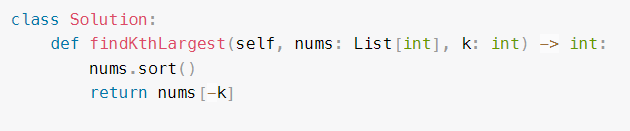 class Solution:
    def findKthLargest(self, nums: List[int], k: int) -> int:
        nums.sort()
        return nums[-k]